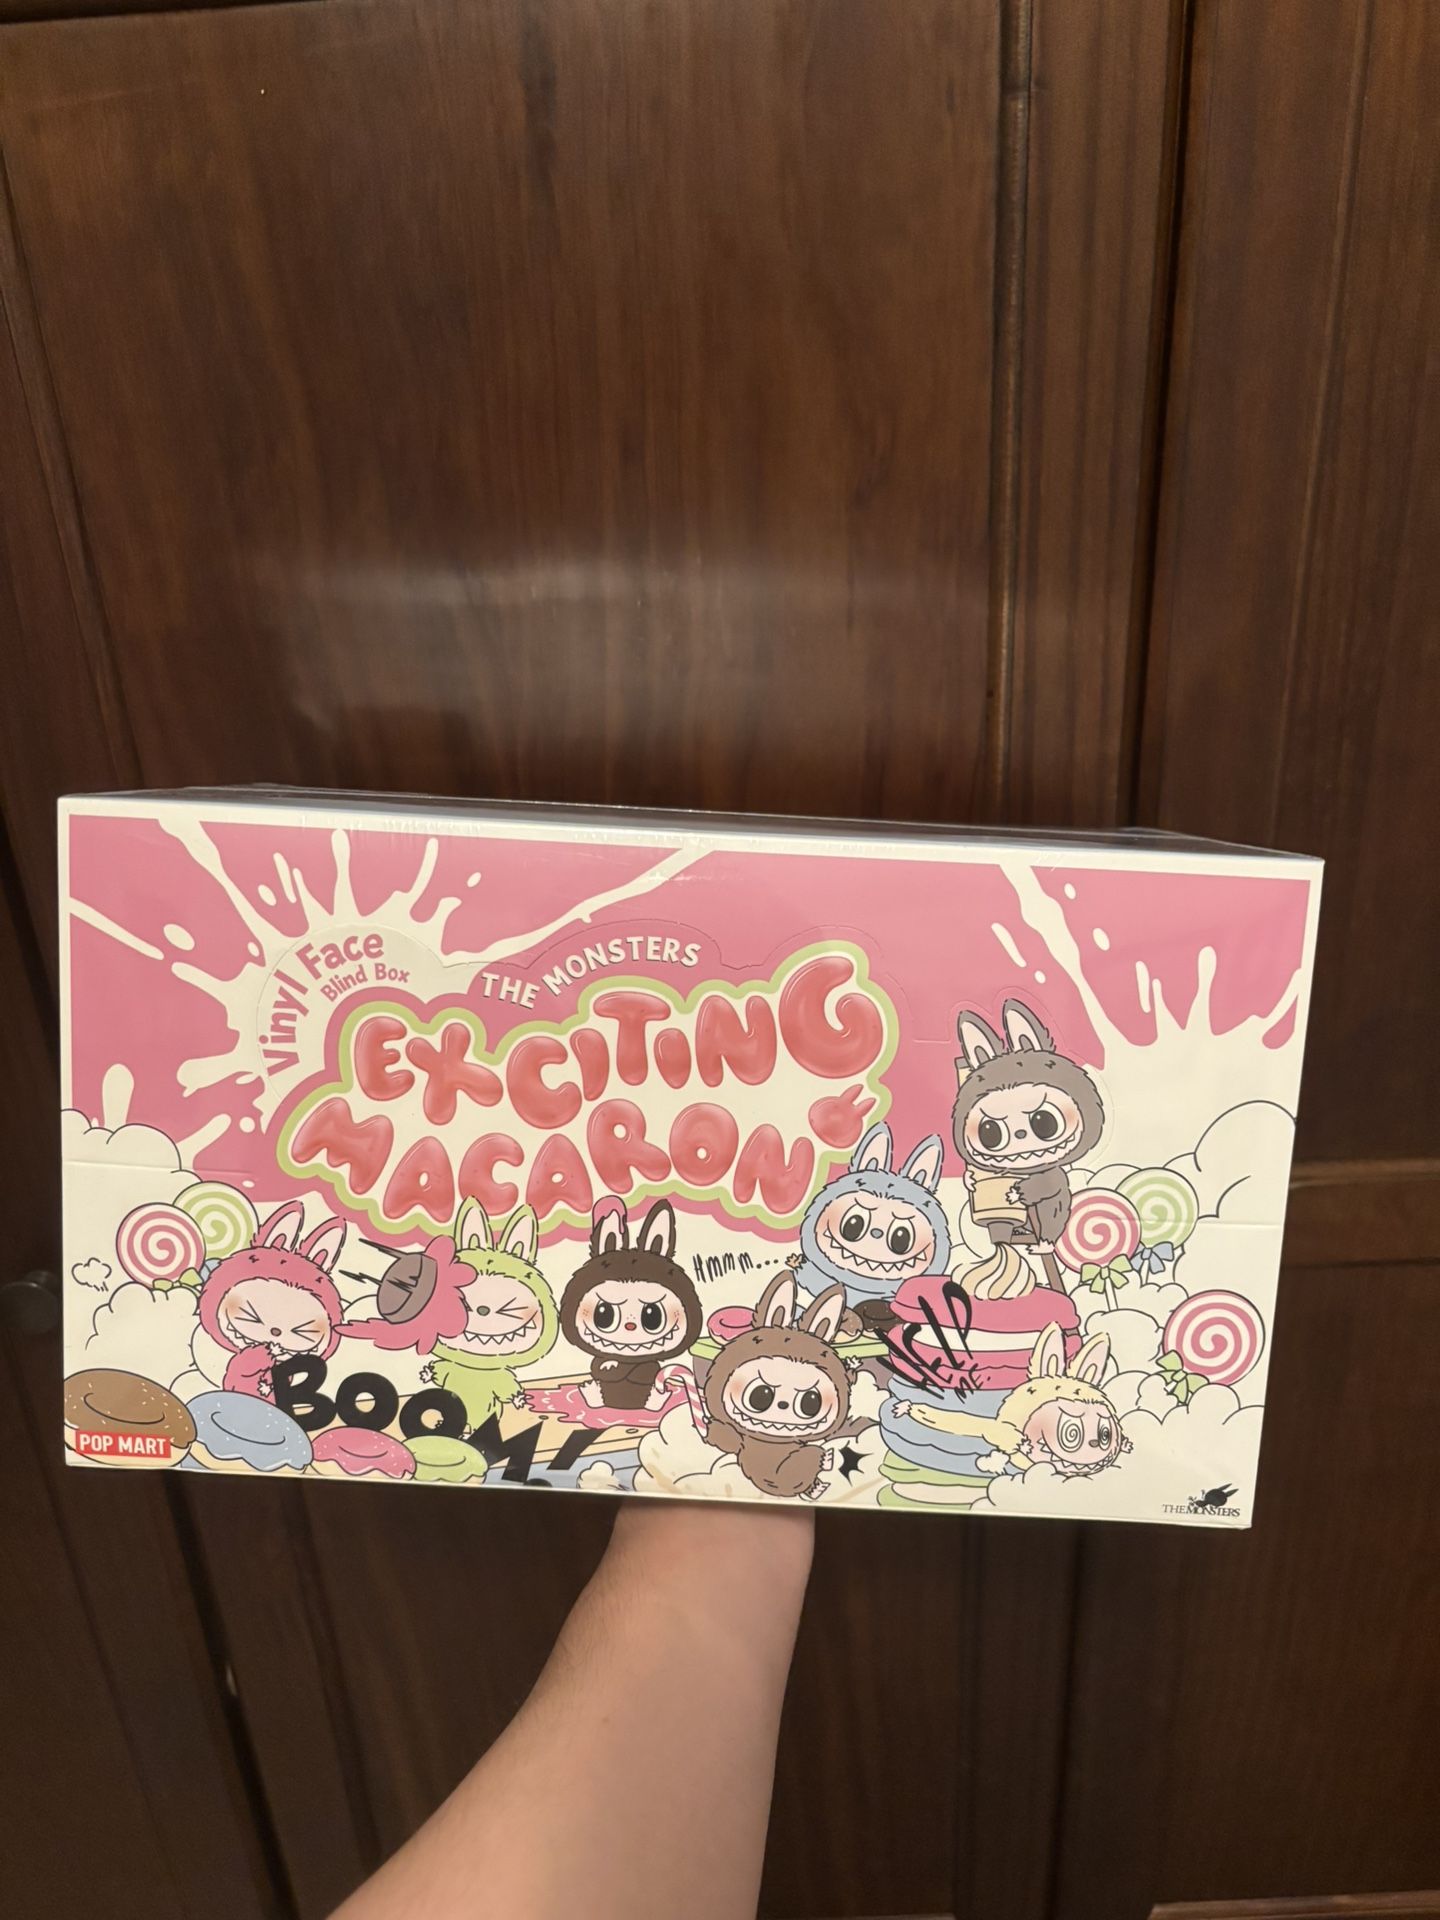 Vinyl Face
Blind Box
THE MONSTERS
EXCITING
MACARON
Hmmm...
HELP
ME.
BOOM!
POP MART
THE MONSTERS